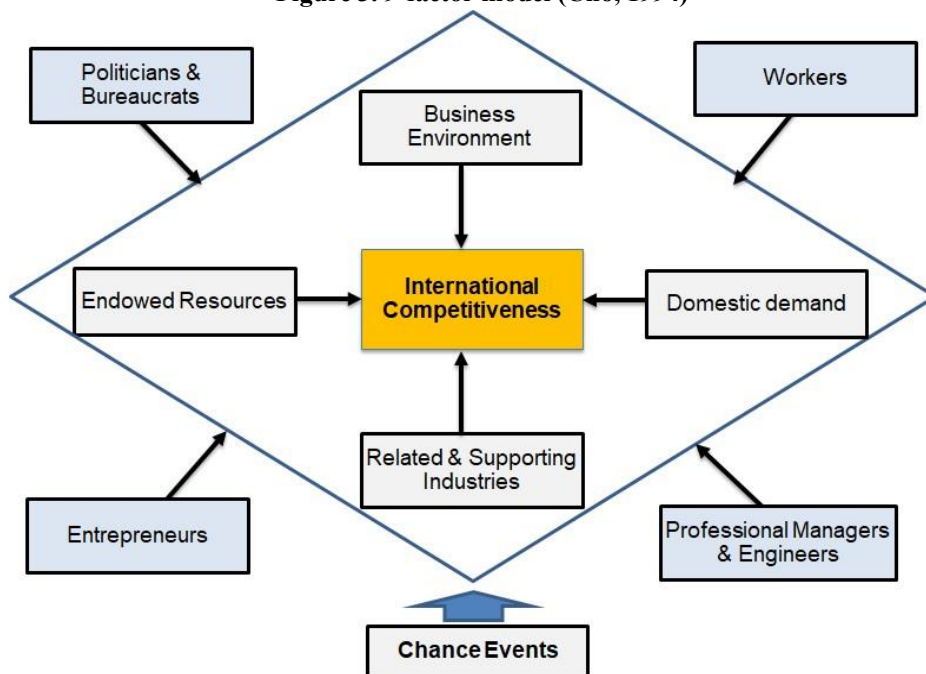 Politicians &
Bureaucrats
Workers
Business
Environment
Endowed Resources
International
Competitiveness
Domestic demand
Related & Supporting
Industries
Entrepreneurs
Professional Managers
& Engineers
Chance Events